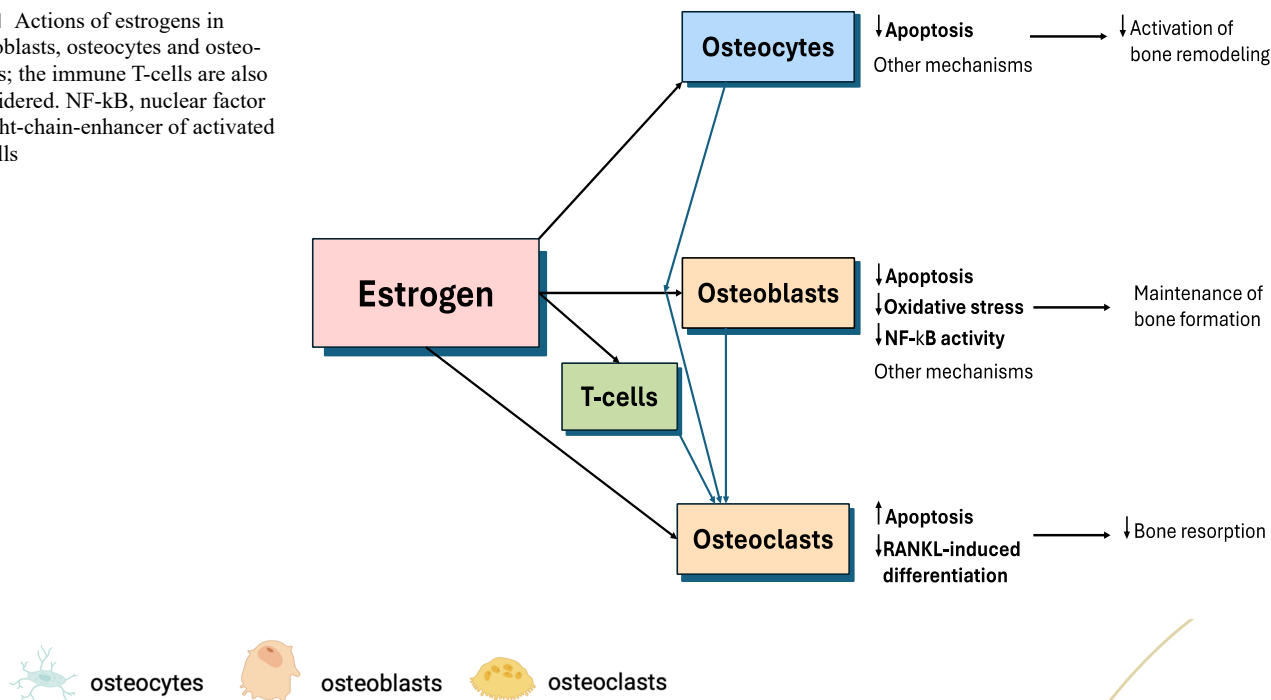 Actions of estrogens in
oblasts, osteocytes and osteo-
s; the immune T-cells are also
idered. NF-kB, nuclear factor
ht-chain-enhancer of activated
lls
Osteocytes
↓Apoptosis
Other mechanisms
↓Activation of
bone remodeling
Estrogen
Osteoblasts
↓Apoptosis
↓Oxidative stress
↓NF-kB activity
Other mechanisms
Maintenance of
bone formation
T-cells
Osteoclasts
↑Apoptosis
↓RANKL-induced
differentiation
↓Bone resorption
osteocytes
osteoblasts
osteoclasts